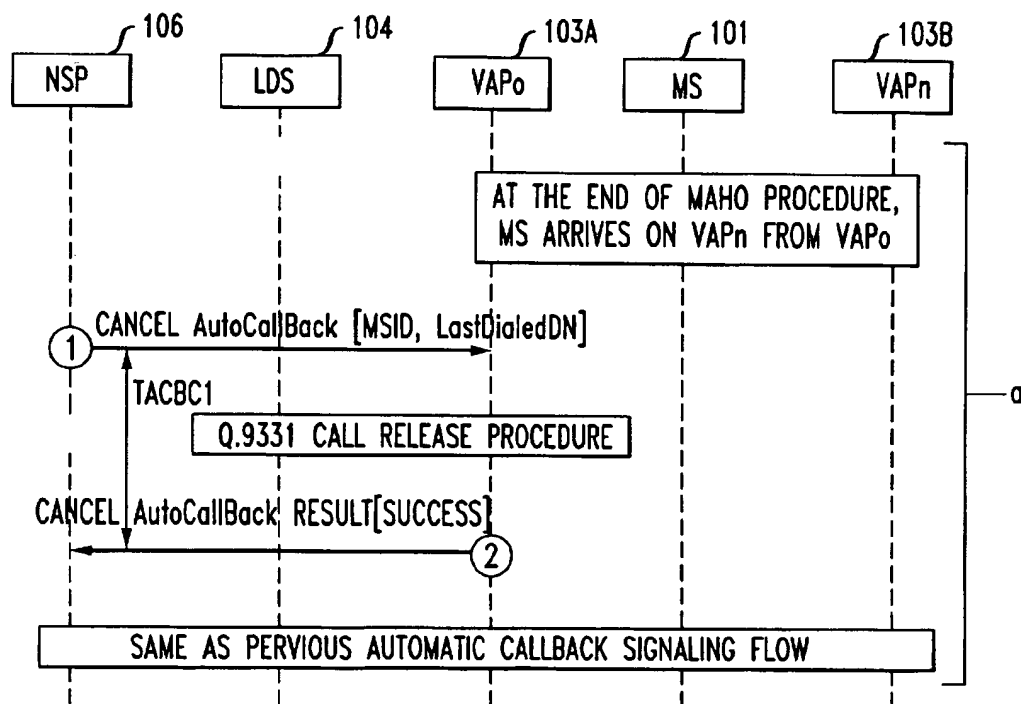 106
104
103A
101
103B
NSP
LDS
VAPo
MS
VAPn
AT THE END OF MAHO PROCEDURE,
MS ARRIVES ON VAPn FROM VAPo
CANCEL AutoCallBack [MSID, LastDialedDN]
1
TACBC1
a
Q.9331 CALL RELEASE PROCEDURE
CANCEL AutoCallBack RESULT[SUCCESS]
2
SAME AS PERVIOUS AUTOMATIC CALLBACK SIGNALING FLOW